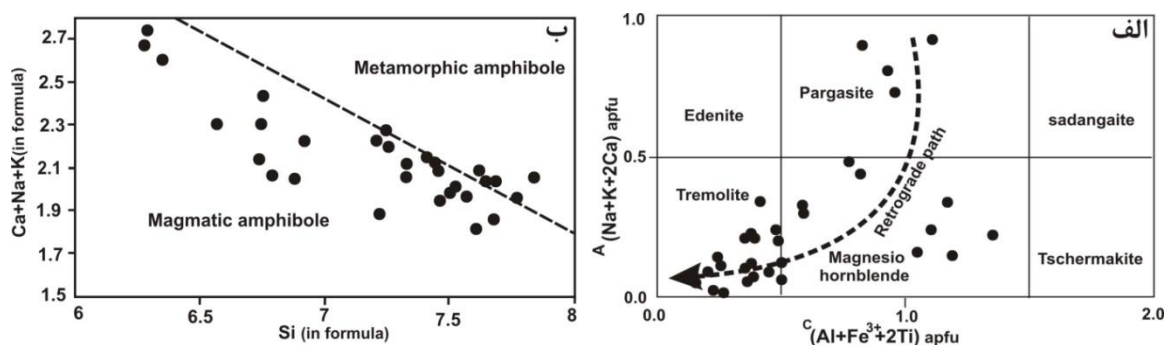 ب
Metamorphic amphibole
Magmatic amphibole
Ca+Na+K(in formula)
2.7
2.5
2.3
2.1
1.9
1.7
1.5
6
6.5
7
7.5
8
Si (in formula)
الف
Edenite
Pargasite
sadangaite
Tremolite
Retrograde path
Magnesio
hornblende
Tschermakite
A (Na+K+2Ca) apfu
1.0
0.5
0.0
0.0
1.0
2.0
C(Al+Fe3++2Ti) apfu